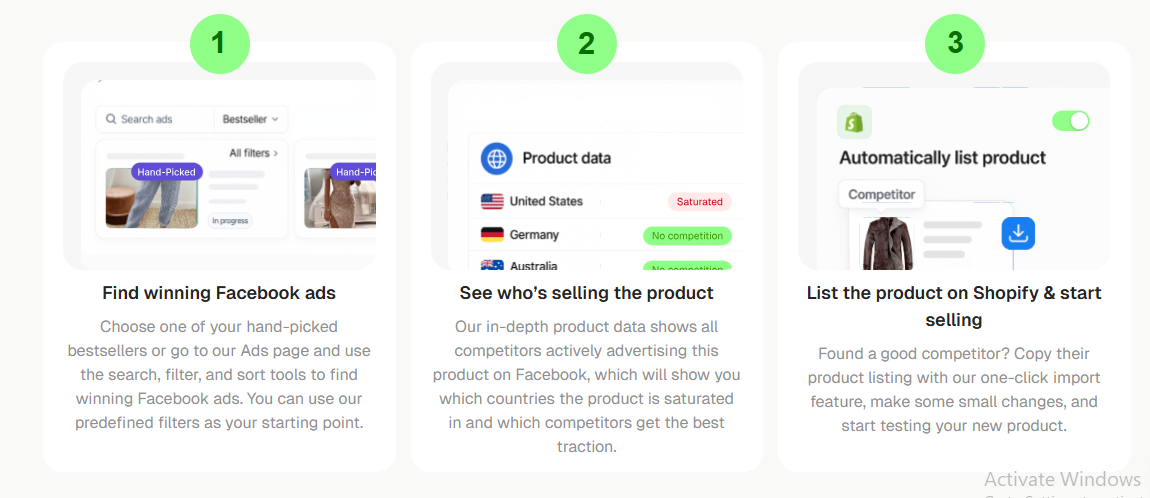 1
Search ads
Bestseller
All filters >
Hand-Picked
In progress
Find winning Facebook ads
Choose one of your hand-picked
bestsellers or go to our Ads page and use
the search, filter, and sort tools to find
winning Facebook ads. You can use our
predefined filters as your starting point.
2
Product data
United States
Saturated
Germany
No competition
Australia
No competition
See who's selling the product
Our in-depth product data shows all
competitors actively advertising this
product on Facebook, which will show you
which countries the product is saturated
in and which competitors get the best
traction.
3
Automatically list product
Competitor
List the product on Shopify & start
selling
Found a good competitor? Copy their
product listing with our one-click import
feature, make some small changes, and
start testing your new product.
Activate Windows